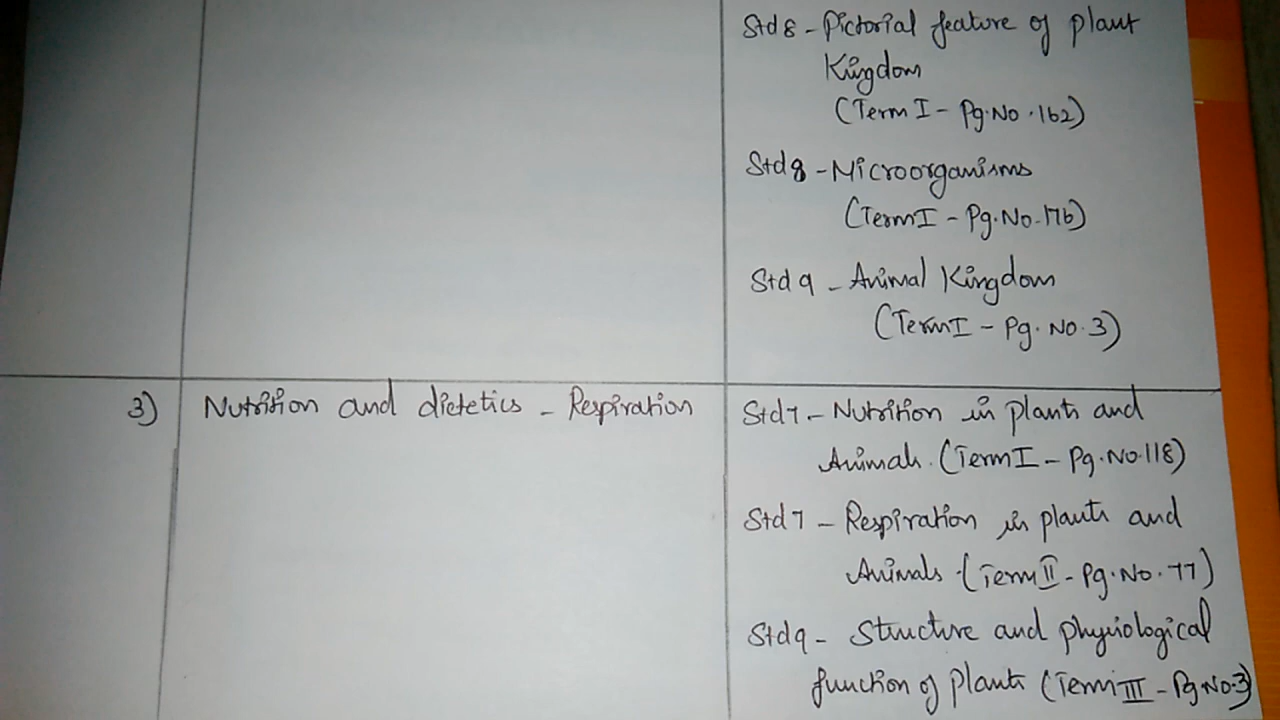 Std 8 - Pictorial feature of plant
Kingdom
(Term I - Pg.No.162)
Std 8 - Microorganisms
(Term I - Pg.No.176)
Std 9 - Animal Kingdom
(Term I - Pg. No.3)
3) Nutrition and dietetics - Respiration
Std 7 - Nutrition in plants and
Animals. (Term I - Pg.No.118)
Std 7 - Respiration in plants and
Animals - (Term II - Pg.No.77)
Std 9 - Structure and physiological
function of Plants (Term III - Pg No.3)